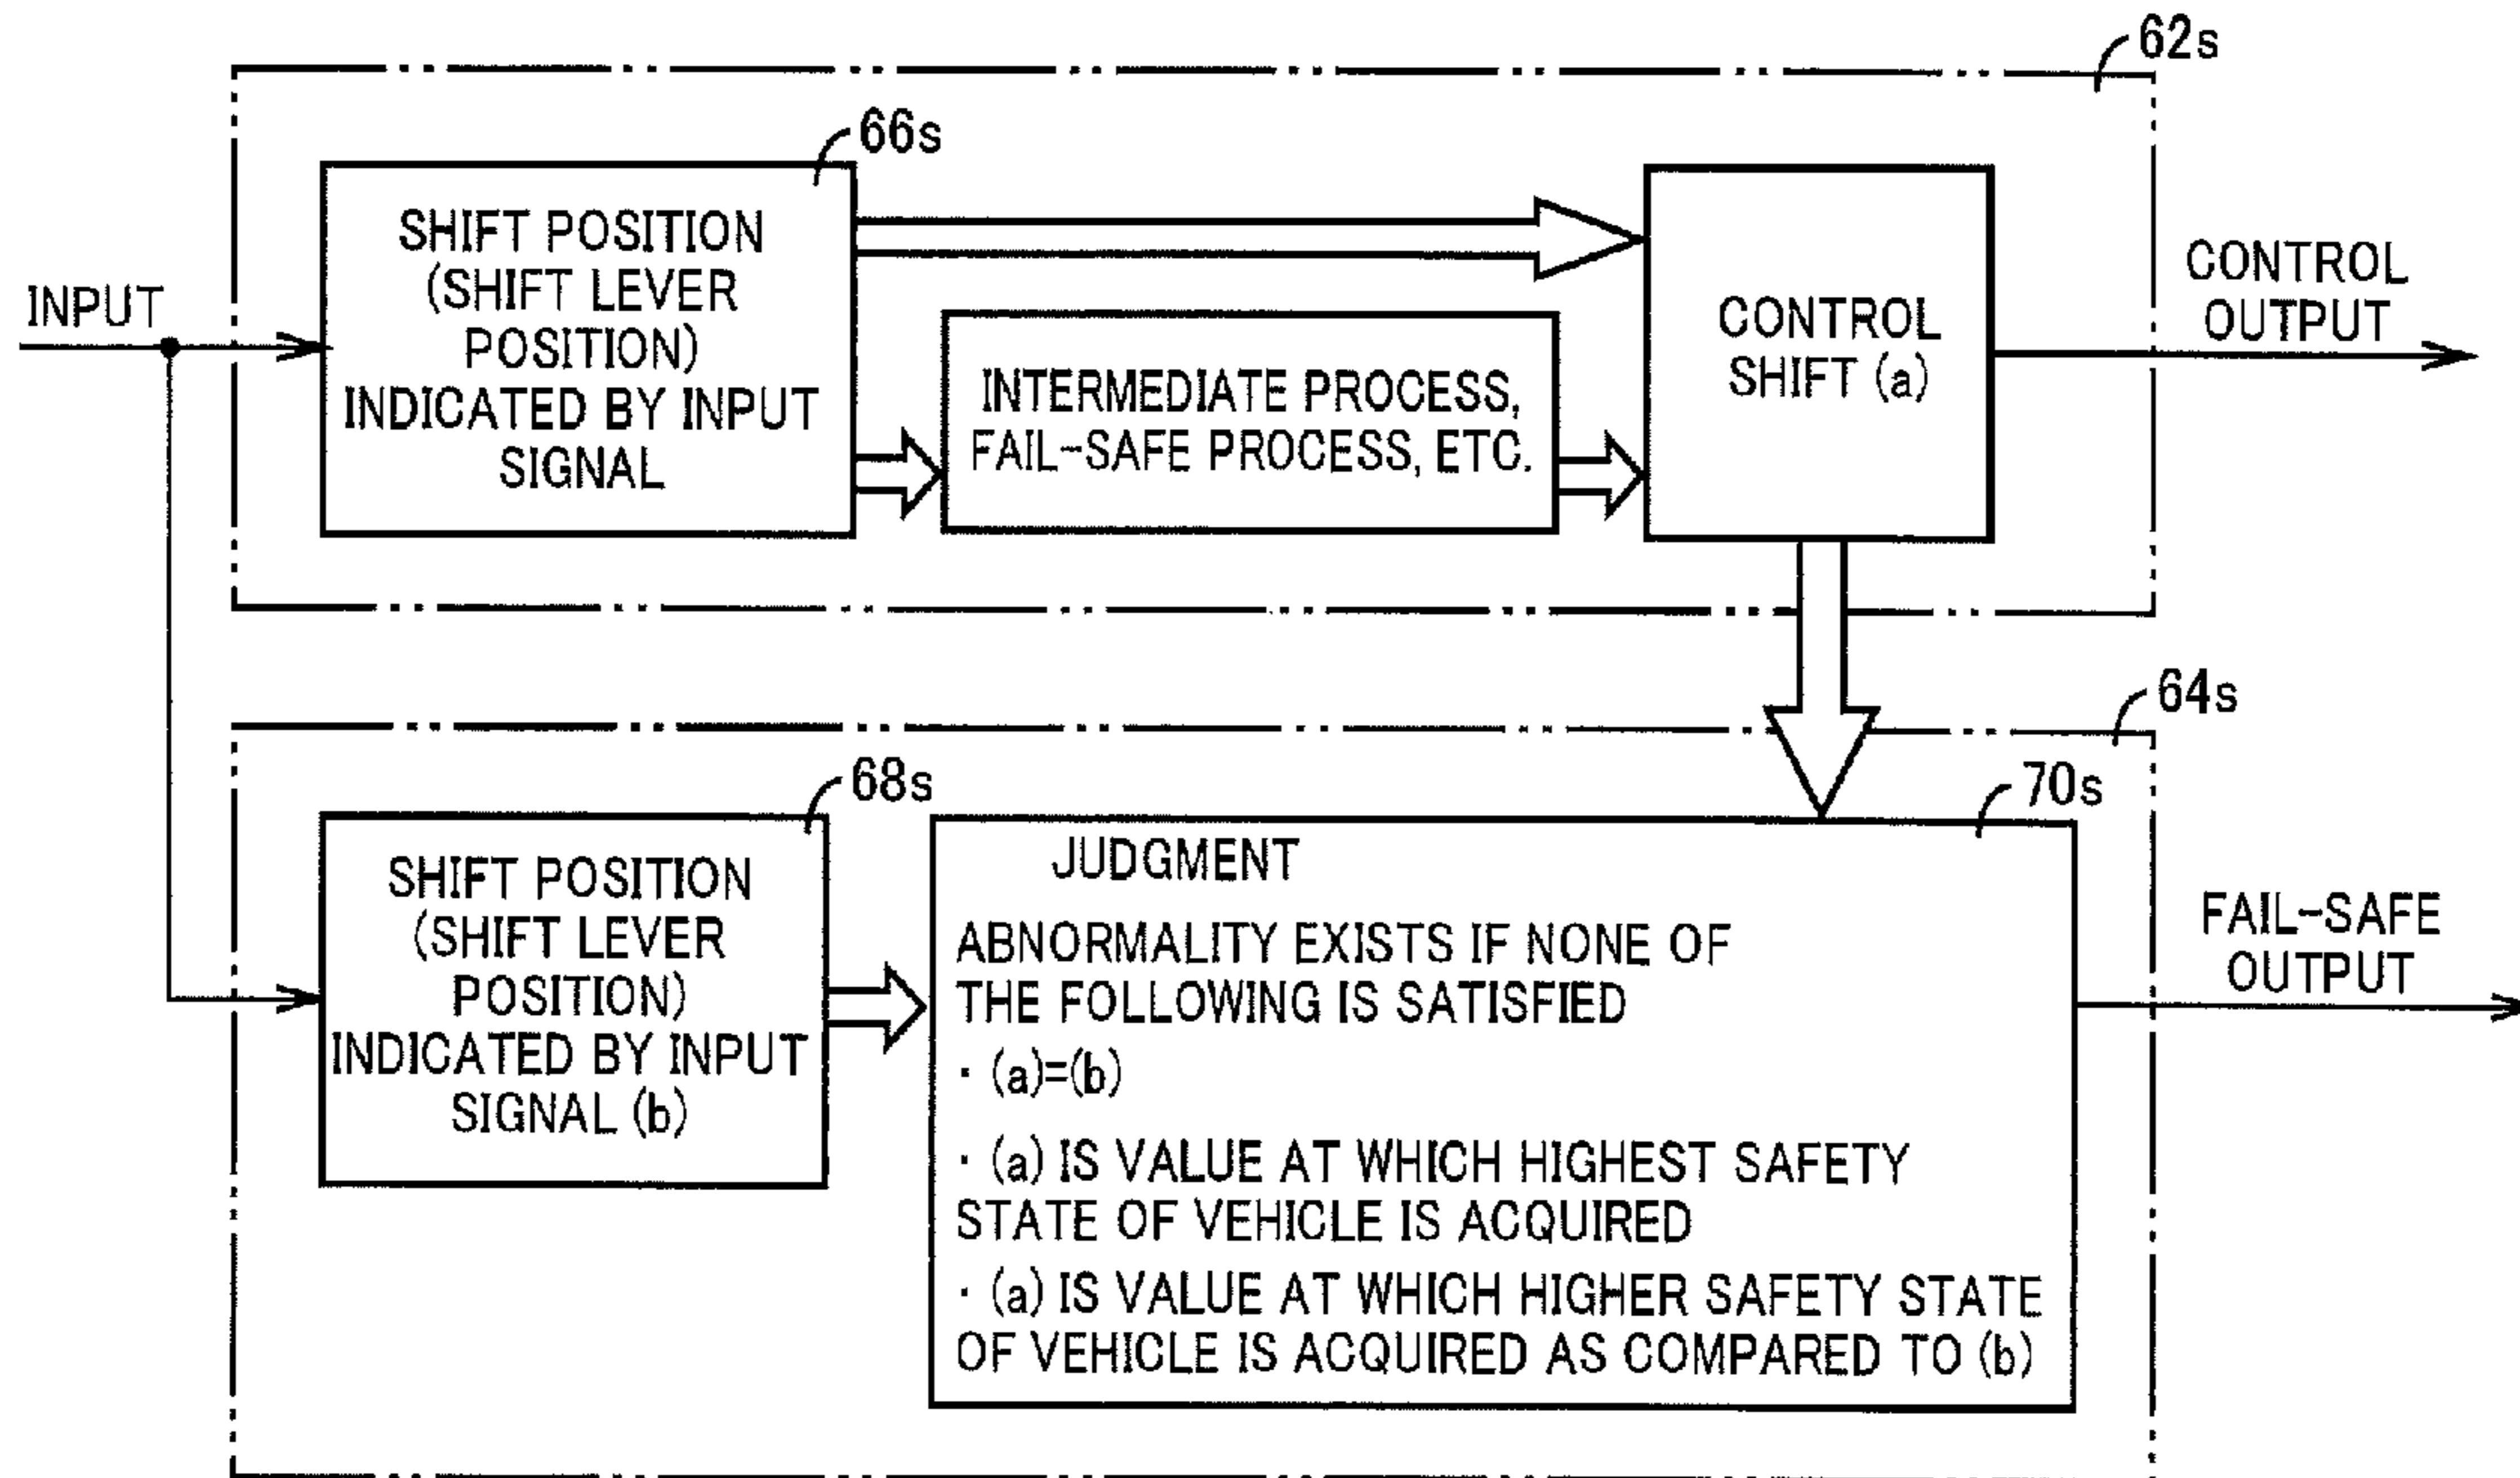 62s
66s
SHIFT POSITION
(SHIFT LEVER
POSITION)
INDICATED BY INPUT
SIGNAL
INPUT
INTERMEDIATE PROCESS,
FAIL-SAFE PROCESS, ETC.
CONTROL
SHIFT (a)
CONTROL
OUTPUT
64s
68s
70s
SHIFT POSITION
(SHIFT LEVER
POSITION)
INDICATED BY INPUT
SIGNAL (b)
JUDGMENT
ABNORMALITY EXISTS IF NONE OF
THE FOLLOWING IS SATISFIED
・(a)=(b)
・(a) IS VALUE AT WHICH HIGHEST SAFETY
STATE OF VEHICLE IS ACQUIRED
・(a) IS VALUE AT WHICH HIGHER SAFETY STATE
OF VEHICLE IS ACQUIRED AS COMPARED TO (b)
FAIL-SAFE
OUTPUT